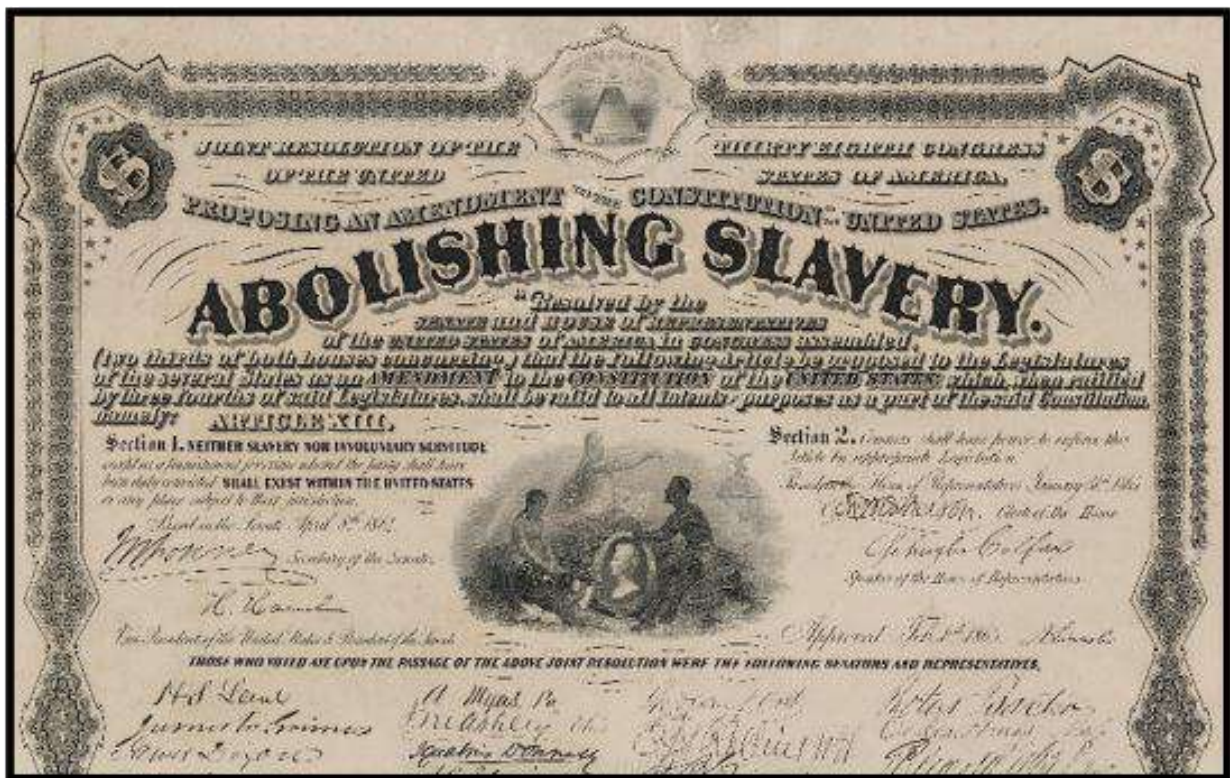 JOINT RESOLUTION OF THE THIRTY EIGHTH CONGRESS
OF THE UNITED STATES OF AMERICA,
PROPOSING AN AMENDMENT TO THE CONSTITUTION OF THE UNITED STATES.
ABOLISHING SLAVERY.
"Resolved by the
SENATE and HOUSE of REPRESENTATIVES
of the UNITED STATES of AMERICA in CONGRESS assembled,
(two thirds of both houses concurring,) that the following Article be proposed to the Legislatures
of the several States as an AMENDMENT to the CONSTITUTION of the UNITED STATES; which, when ratified
by three fourths of said Legislatures, shall be valid to all intents & purposes as a part of the said Constitution,
namely: ARTICLE XIII.
Section 1. NEITHER SLAVERY NOR INVOLUNTARY SERVITUDE
except as a punishment for crime whereof the party shall have
been duly convicted SHALL EXIST WITHIN THE UNITED STATES
or any place subject to their jurisdiction.
in the Senate April 8th
Secretary of the Senate.
H. Hamlin
Vice President of the United States & President of the Senate
Section 2. Congress shall have power to enforce this
Article by appropriate legislation.
House of Representatives January
Clerk of the House
Schuyler Colfax
Speaker of the House of Representatives
Approved Feb. 1st A Lincoln
THOSE WHO VOTED AYE UPON THE PASSAGE OF THE ABOVE JOINT RESOLUTION WERE THE FOLLOWING SENATORS AND REPRESENTATIVES.
H S Lane A Myers Pa
James W Grimes
Ignatius Donnelly